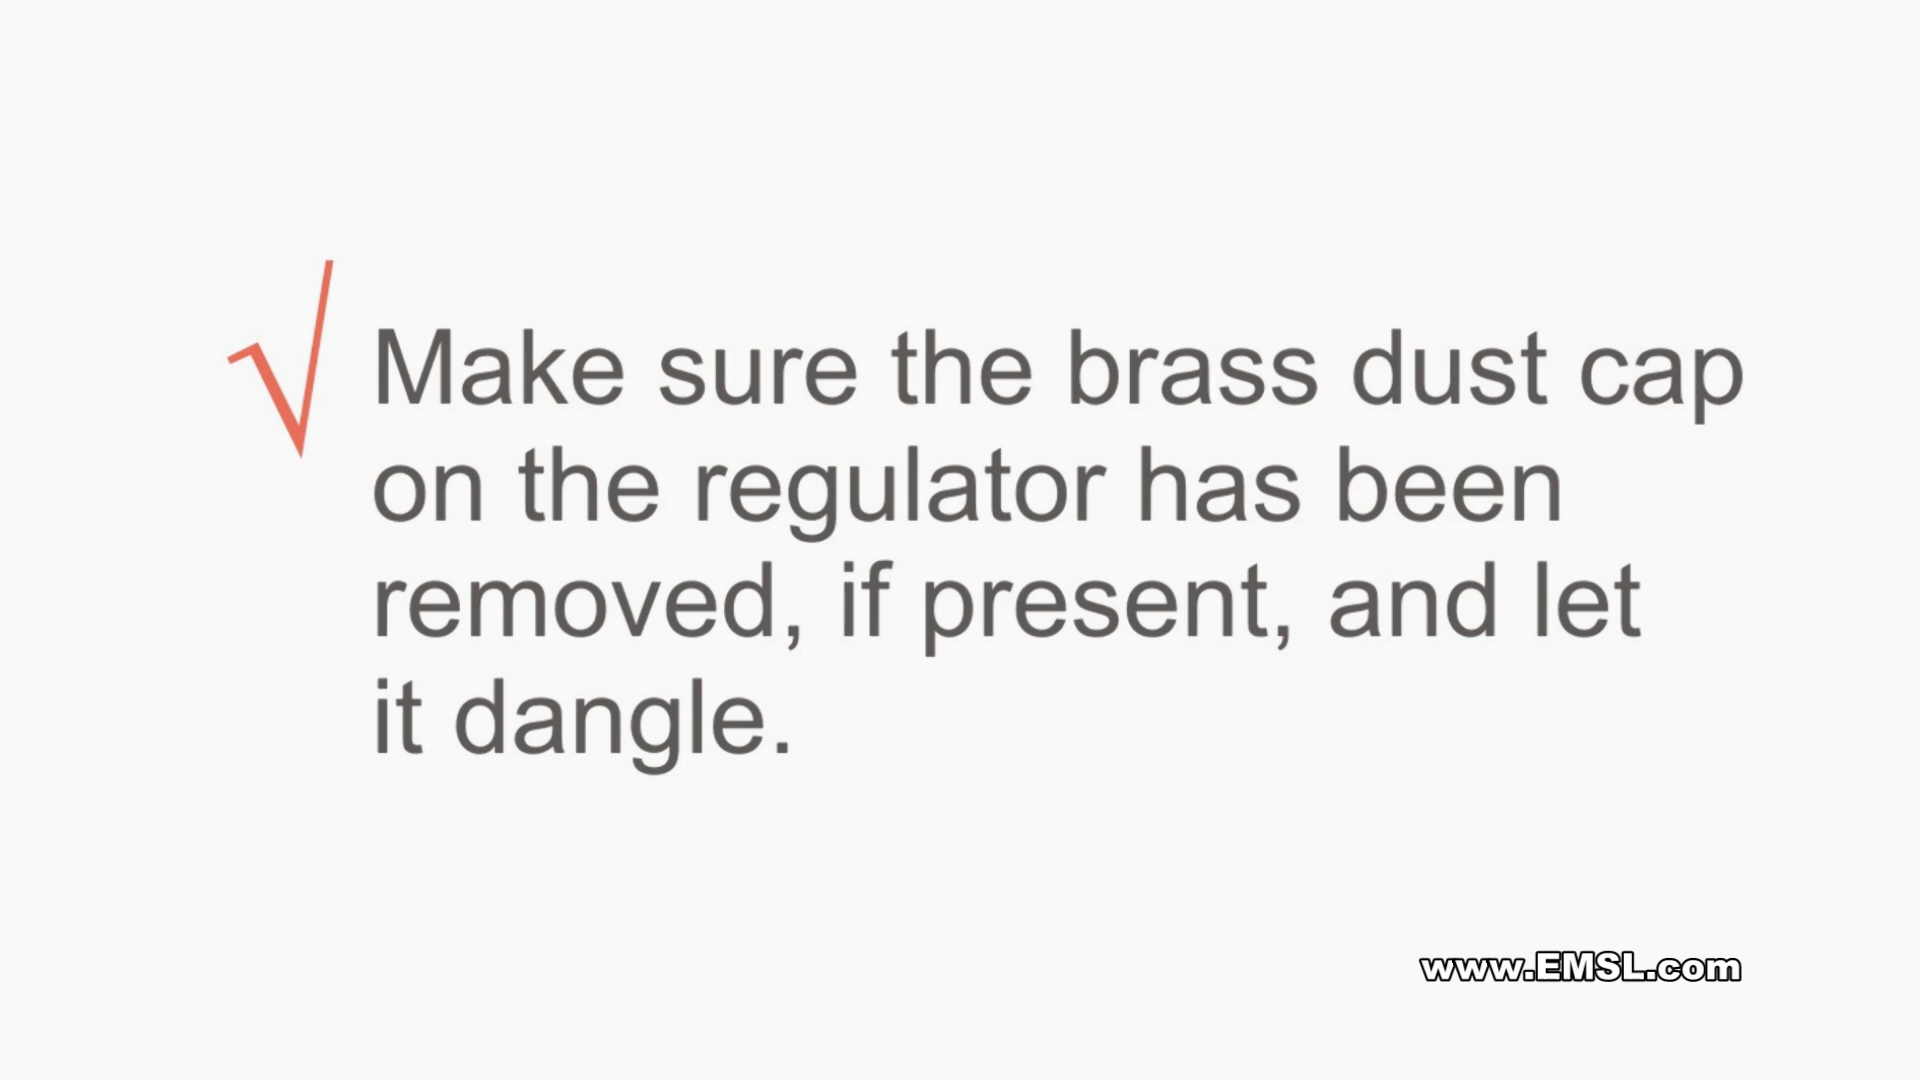 √ Make sure the brass dust cap
on the regulator has been
removed, if present, and let
it dangle.
www.EMSL.com